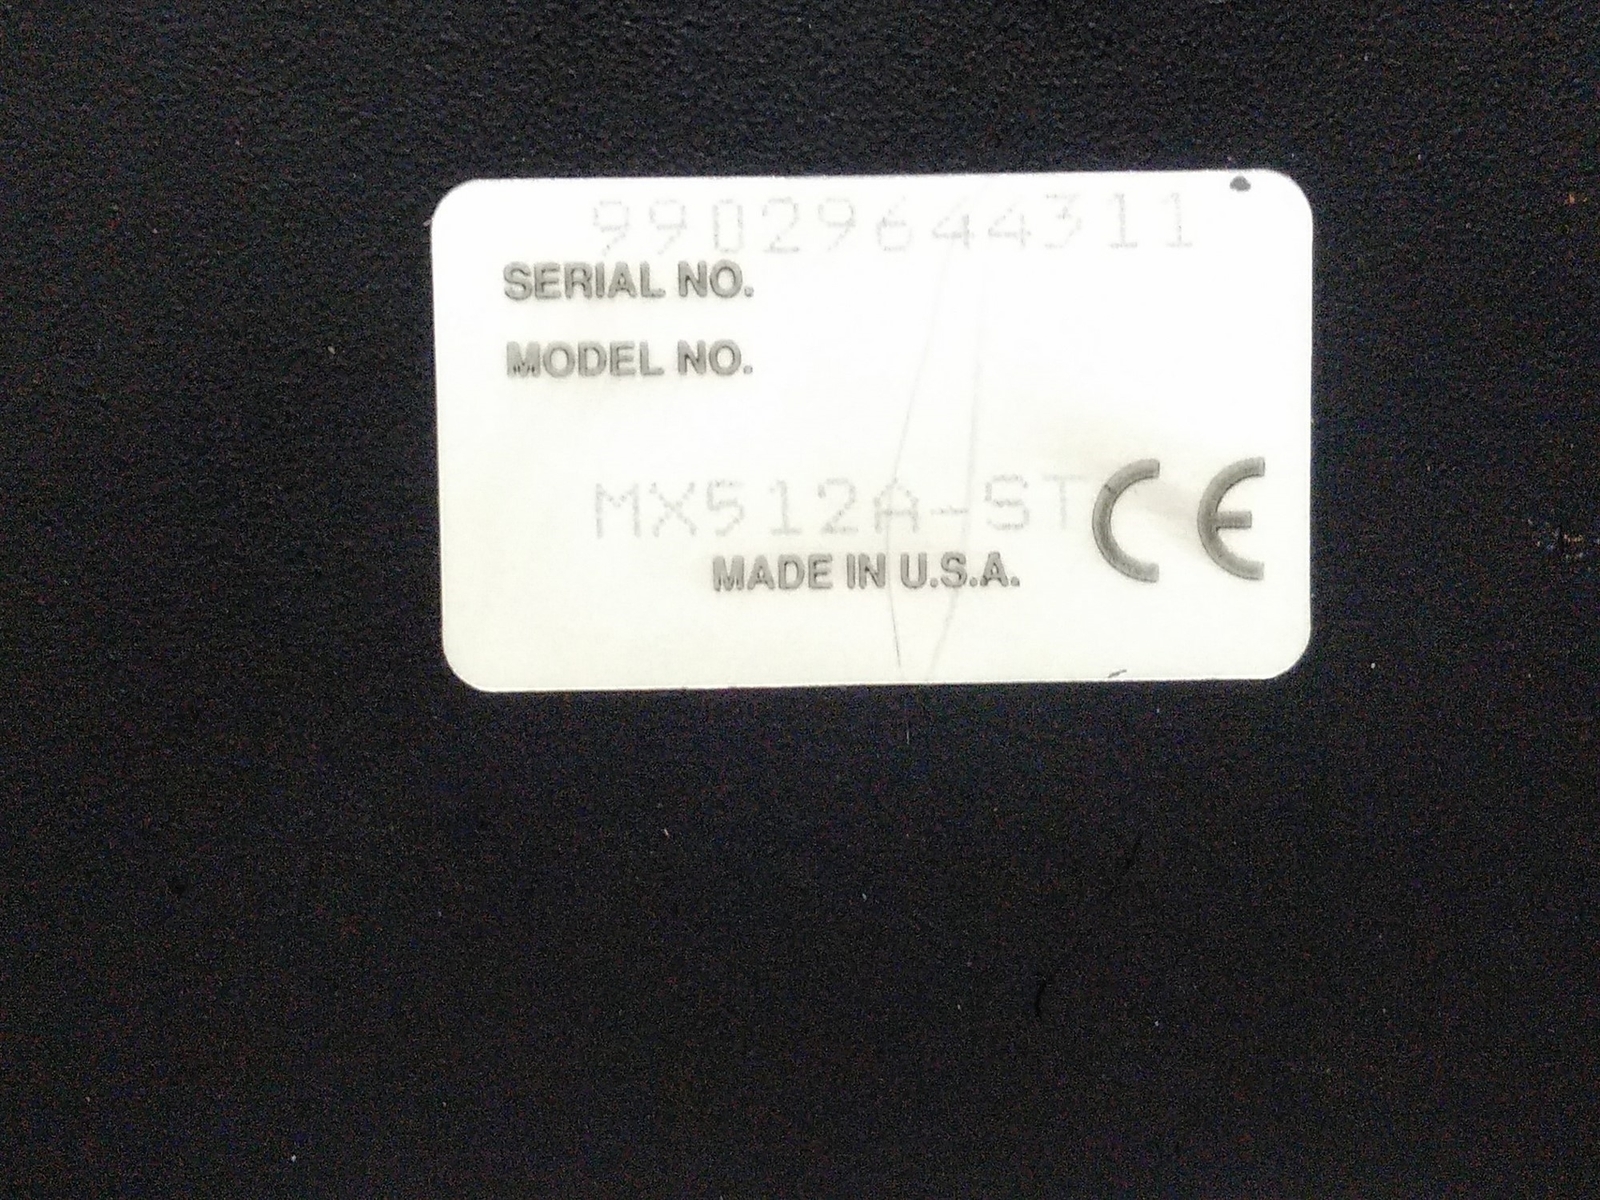 99029644311
SERIAL NO.
MODEL NO.
MX512A-ST
CE
MADE IN U.S.A.